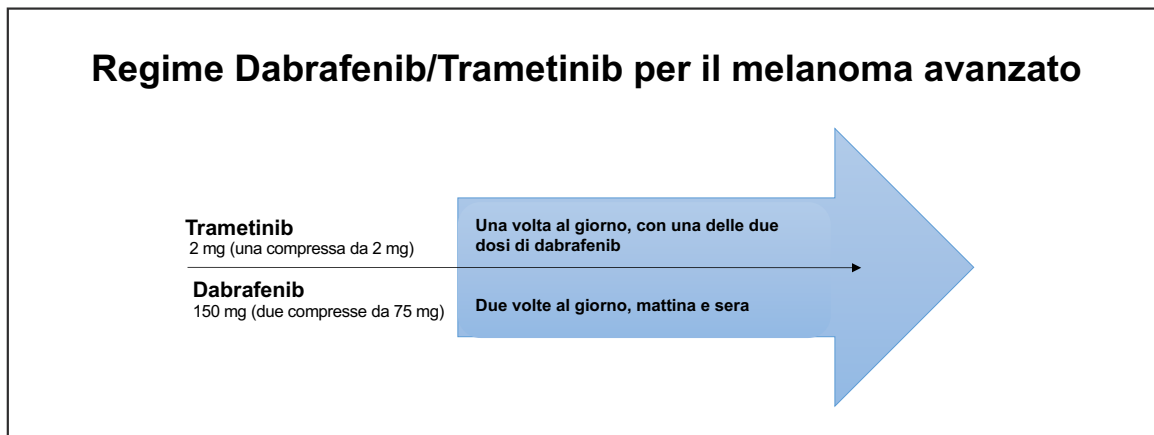 Regime Dabrafenib/Trametinib per il melanoma avanzato
Trametinib
2 mg (una compressa da 2 mg)
Una volta al giorno, con una delle due
dosi di dabrafenib
Dabrafenib
150 mg (due compresse da 75 mg)
Due volte al giorno, mattina e sera